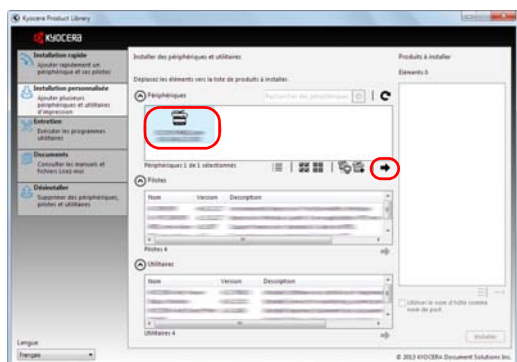 Kyocera Product Library
KYOCERA
Installation rapide
Ajouter rapidement un
périphérique et ses pilotes
Installation personnalisée
Ajouter plusieurs
périphériques et utilitaires
d'impression
Entretien
Exécuter les programmes
utilitaires
Documents
Consulter les manuels et
fichiers Lisez-moi
Désinstaller
Supprimer des périphériques,
pilotes et utilitaires
Langue
Français
Installer des périphériques et utilitaires
Déplacez les éléments vers la liste de produits à installer.
Périphériques
Rechercher des périphériques
Périphériques 1 de 1 sélectionnés
Pilotes
Nom Version Description
Pilotes 4
Utilitaires
Nom Version Description
Utilitaires 4
Produits à installer
Éléments 0
Utiliser le nom d'hôte comme
nom de port.
Installer
© 2013 KYOCERA Document Solutions Inc.